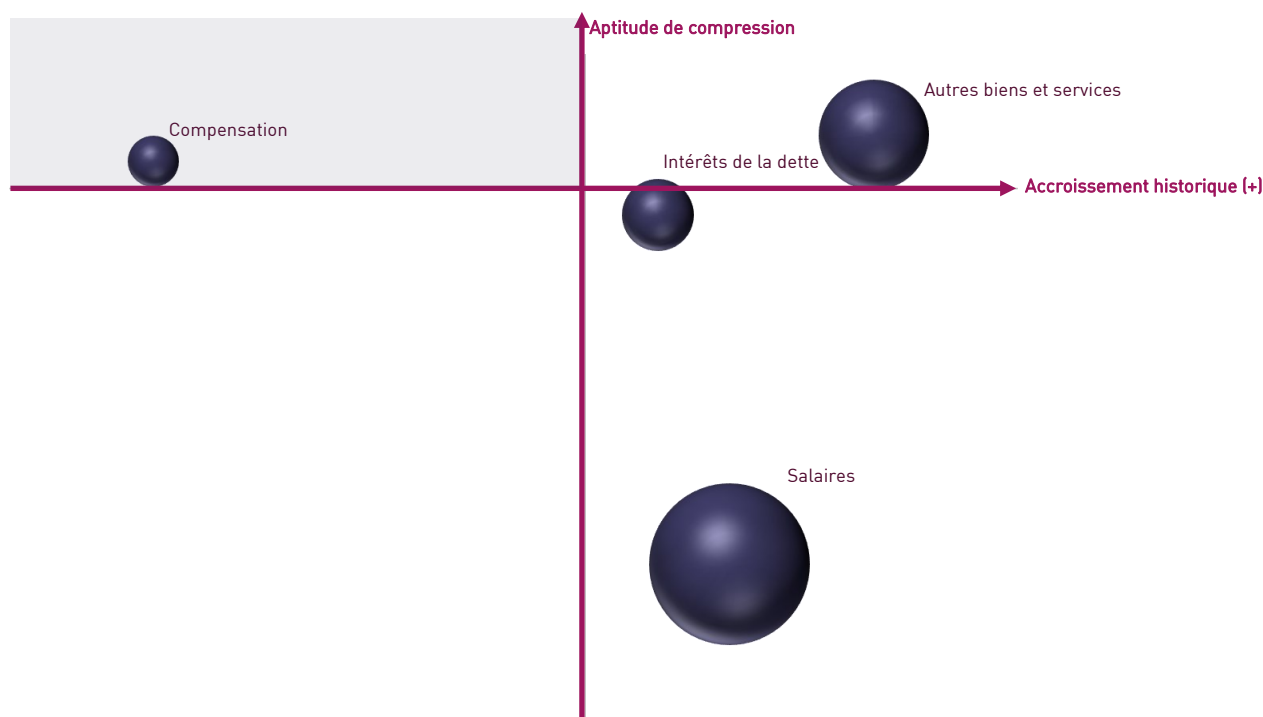 Aptitude de compression
Autres biens et services
Compensation
Intérêts de la dette
Accroissement historique (+)
Salaires